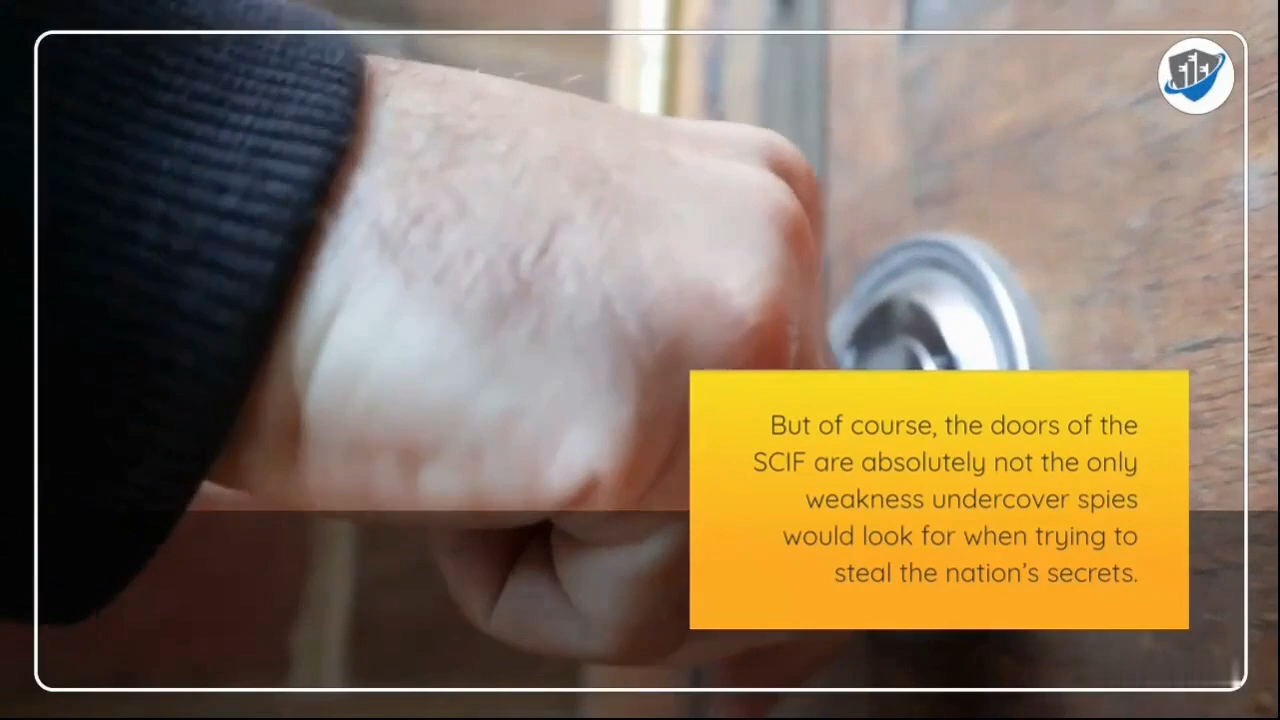 But of course, the doors of the
SCIF are absolutely not the only
weakness undercover spies
would look for when trying to
steal the nation's secrets.